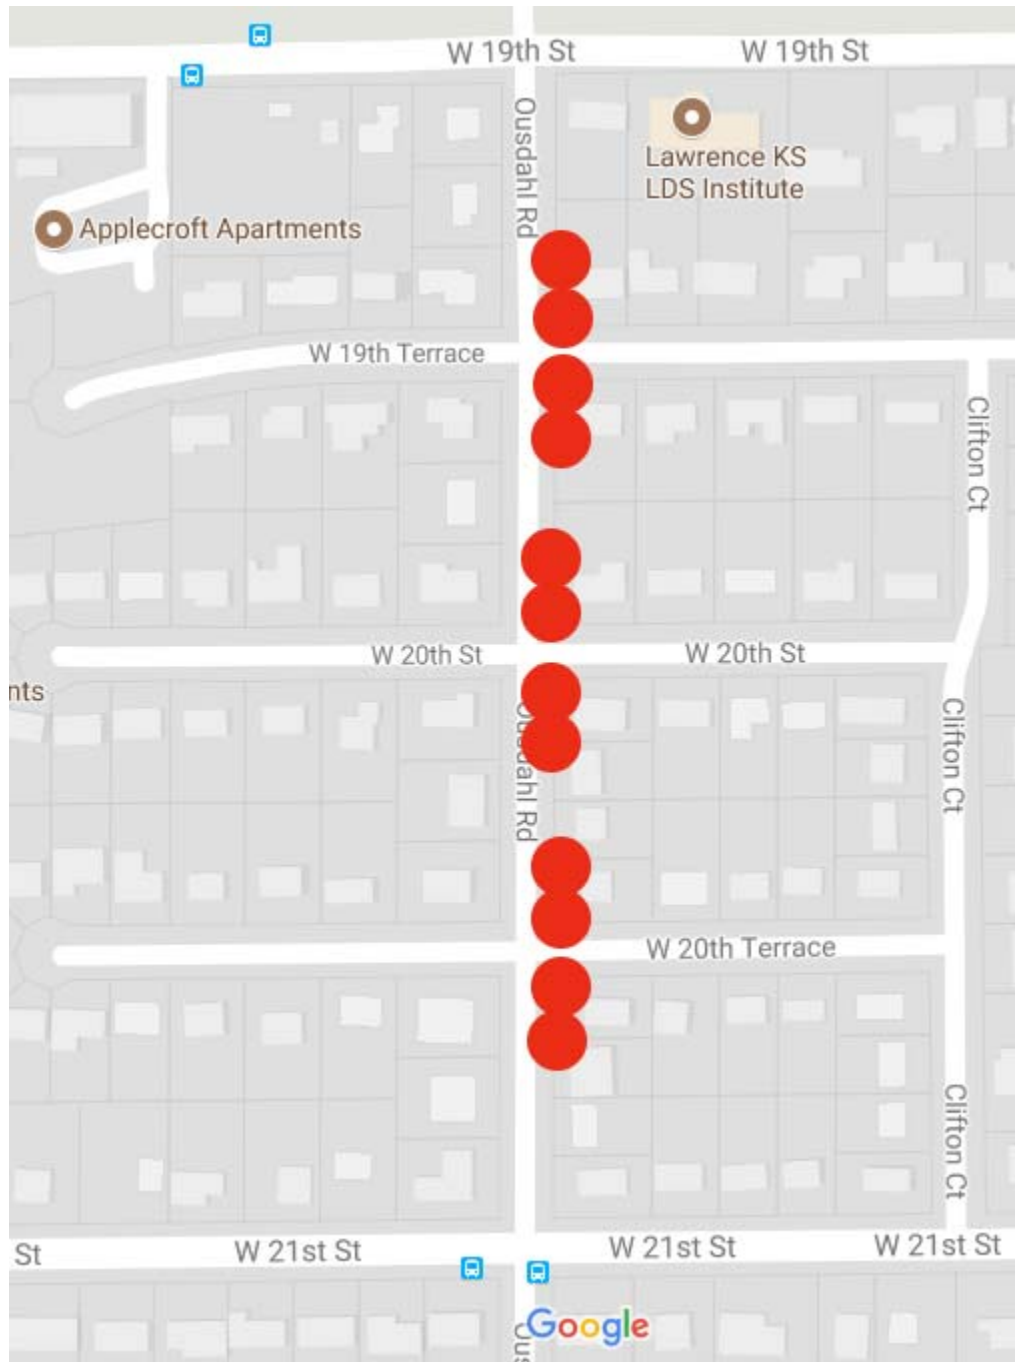 W 19th St
W 19th St
Ousdahl Rd
Lawrence KS
LDS Institute
Applecroft Apartments
W 19th Terrace
Clifton Ct
W 20th St
W 20th St
nts
Ousdahl Rd
Clifton Ct
W 20th Terrace
Clifton Ct
St
W 21st St
W 21st St
W 21st St
Google
Ous